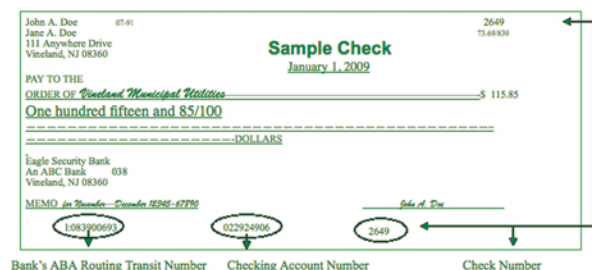 John A. Doe 07-91 2649
Jane A. Doe 73-69/839
111 Anywhere Drive
Vineland, NJ 08360
Sample Check
January 1, 2009
PAY TO THE
ORDER OF Vineland Municipal Utilities $ 115.85
One hundred fifteen and 85/100
DOLLARS
Eagle Security Bank
An ABC Bank 038
Vineland, NJ 08360
MEMO for November–December 12345-67890 John A. Doe
1:083900693 022924906 2649
Bank's ABA Routing Transit Number Checking Account Number Check Number